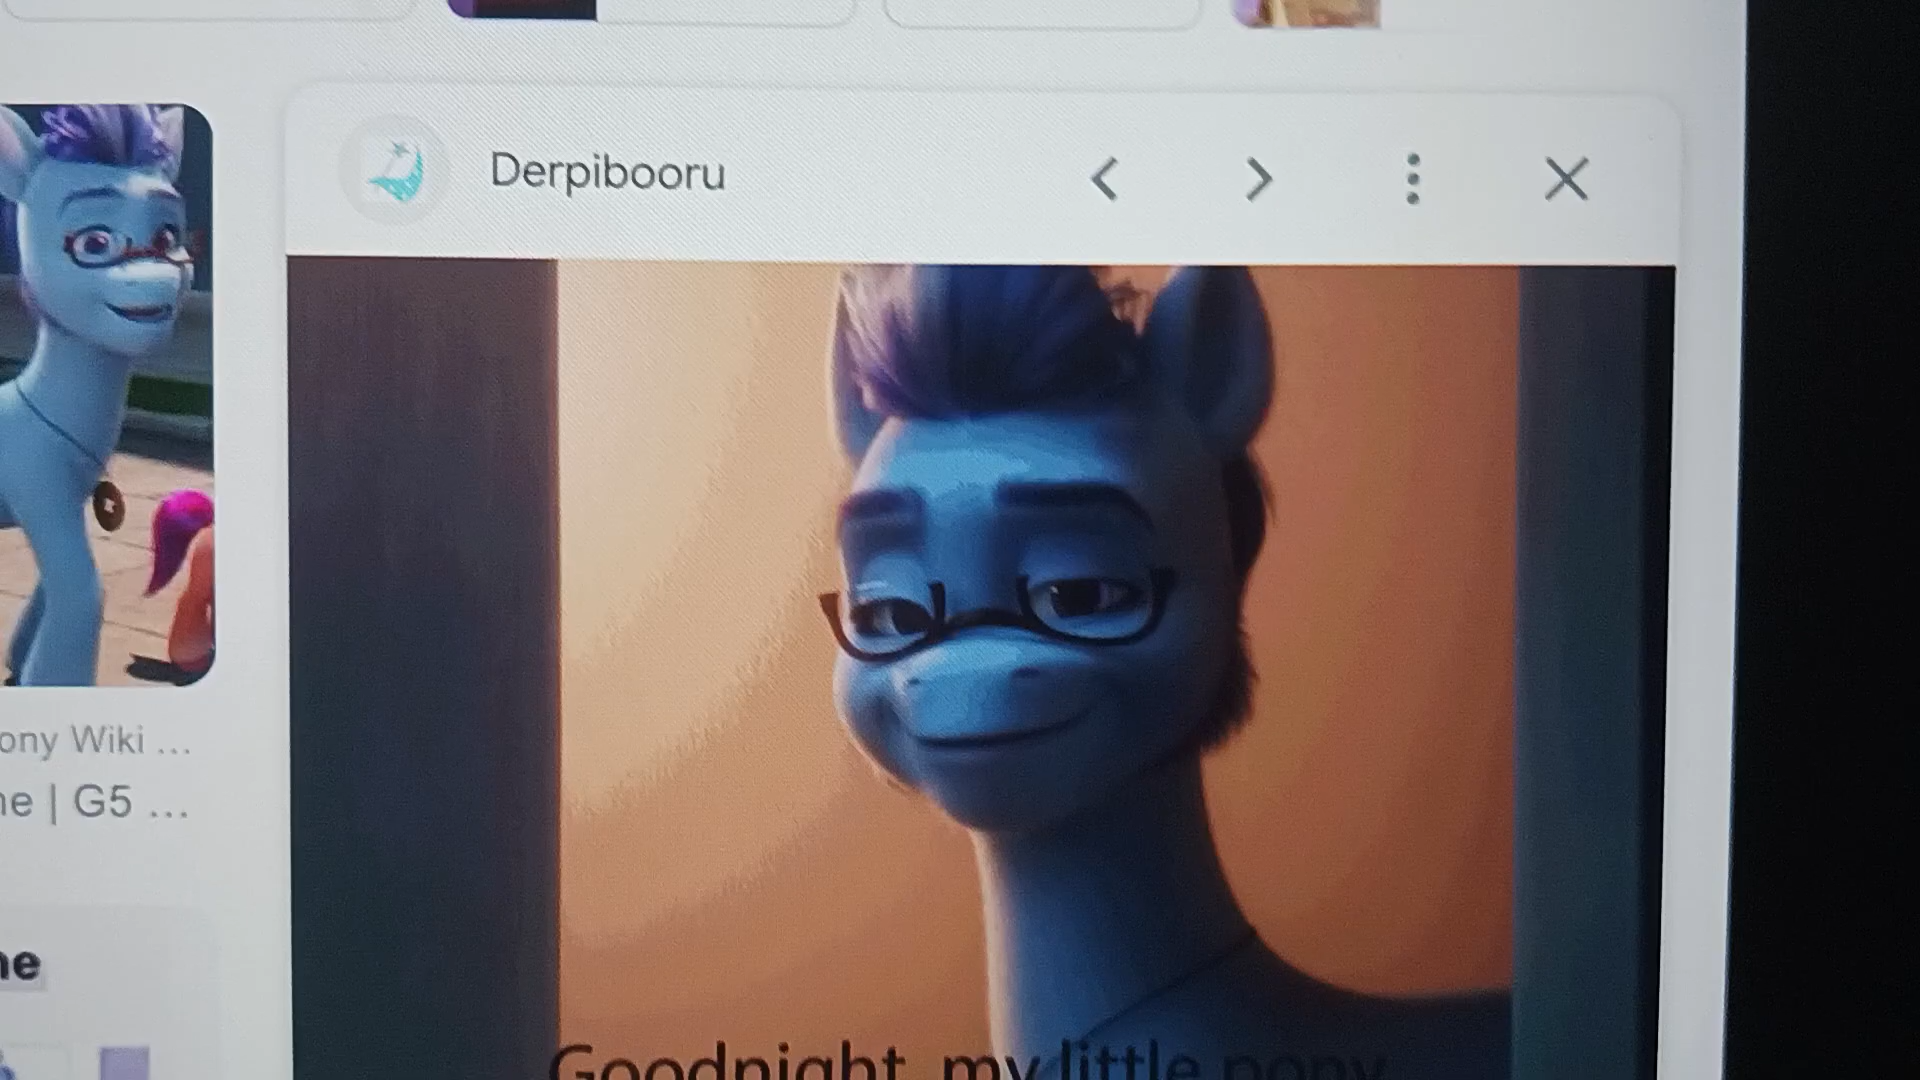 Derpibooru
ony Wiki ...
ne | G5 ...
ne
Goodnight, my little pony